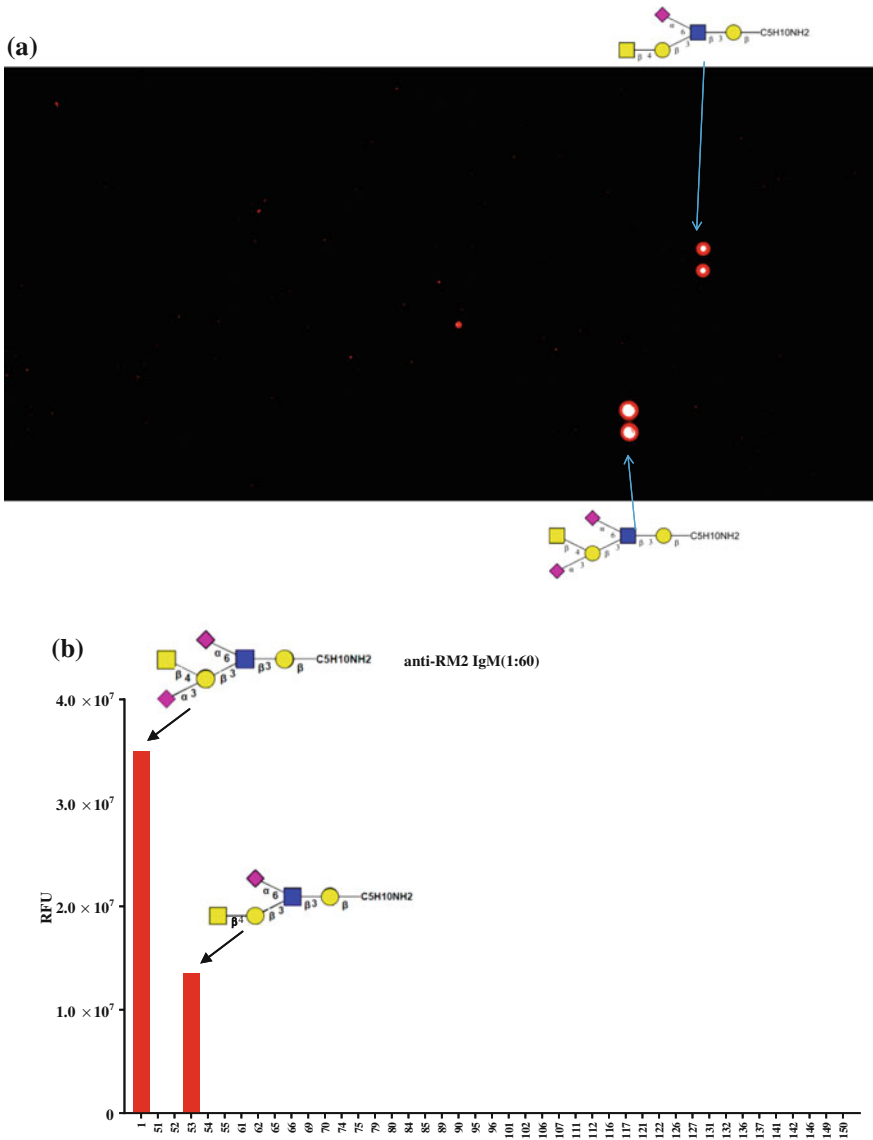 (a)
α 6
β 4 β 3 β 3 β C5H10NH2
α 6
β 4 β 3 β 3 β C5H10NH2
α 3
(b)
anti-RM2 IgM(1:60)
α 6
β 4 β 3 β3 β C5H10NH2
α 3
4.0 ×10⁷
3.0 ×10⁷
α 6
β4 β 3 β3 β C5H10NH2
2.0 ×10⁷
RFU
1.0 ×10⁷
0
1 51 52 53 54 55 61 62 65 66 69 70 74 75 79 80 84 85 89 90 95 96 101 102 106 107 111 112 116 117 121 122 126 127 131 132 136 137 141 142 146 149 150